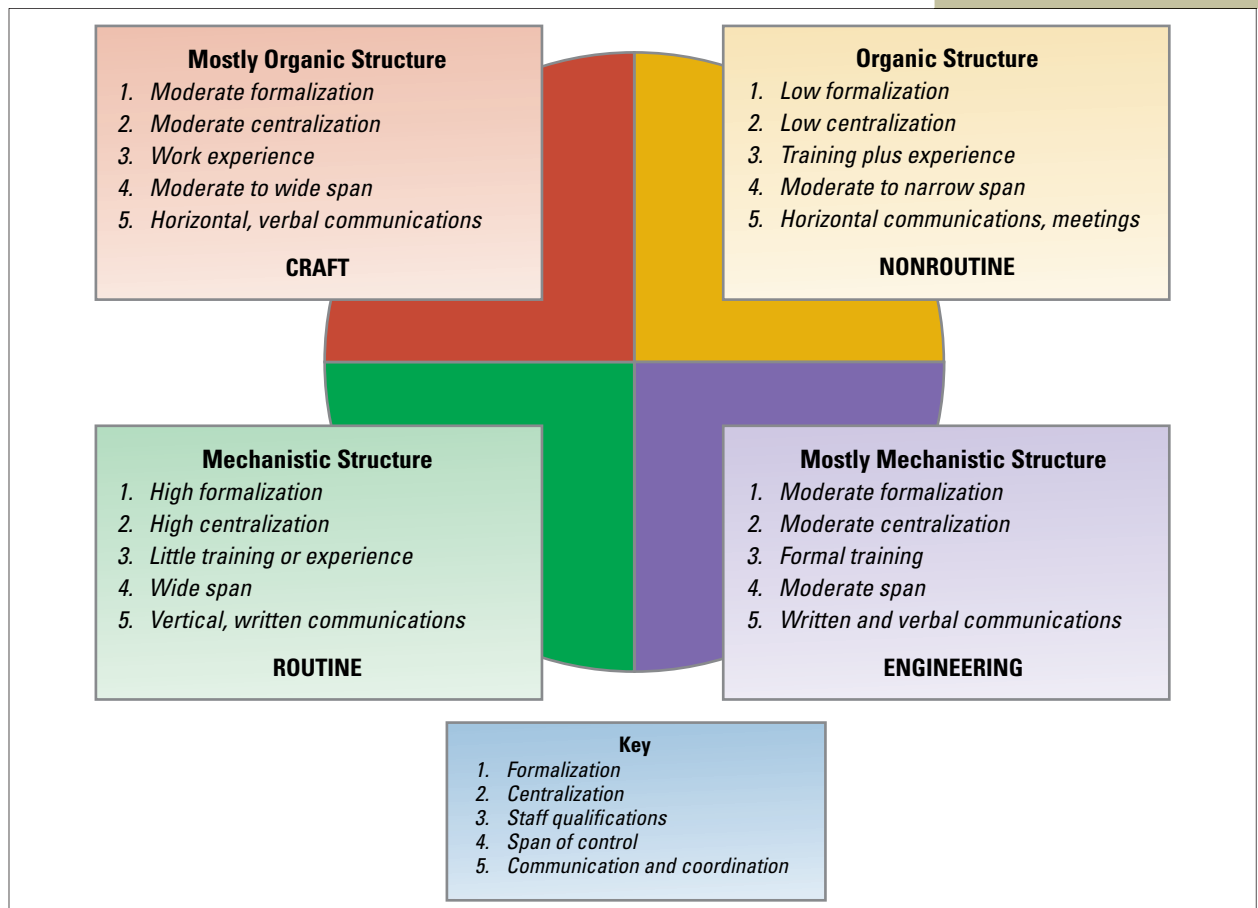 Mostly Organic Structure
1. Moderate formalization
2. Moderate centralization
3. Work experience
4. Moderate to wide span
5. Horizontal, verbal communications
CRAFT
Organic Structure
1. Low formalization
2. Low centralization
3. Training plus experience
4. Moderate to narrow span
5. Horizontal communications, meetings
NONROUTINE
Mechanistic Structure
1. High formalization
2. High centralization
3. Little training or experience
4. Wide span
5. Vertical, written communications
ROUTINE
Mostly Mechanistic Structure
1. Moderate formalization
2. Moderate centralization
3. Formal training
4. Moderate span
5. Written and verbal communications
ENGINEERING
Key
1. Formalization
2. Centralization
3. Staff qualifications
4. Span of control
5. Communication and coordination